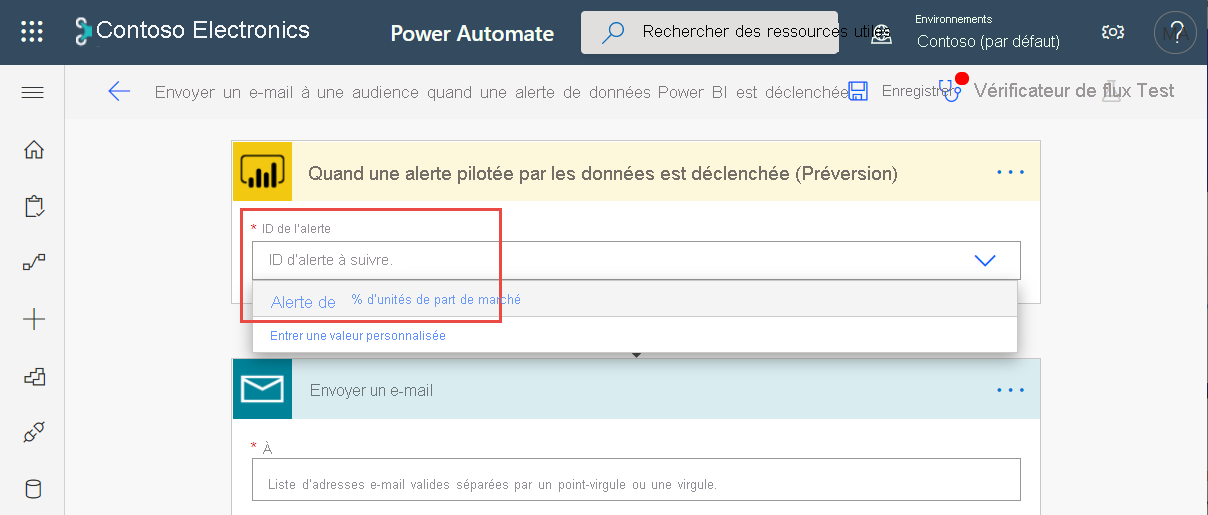 Contoso Electronics
Power Automate
Rechercher des ressources utiles
Environnements
Contoso (par défaut)
?
Envoyer un e-mail à une audience quand une alerte de données Power BI est déclenchée
Enregistrer
Vérificateur de flux Test
Quand une alerte pilotée par les données est déclenchée (Préversion)
* ID de l'alerte
ID d'alerte à suivre.
Alerte de % d'unités de part de marché
Entrer une valeur personnalisée
Envoyer un e-mail
* À
Liste d'adresses e-mail valides séparées par un point-virgule ou une virgule.